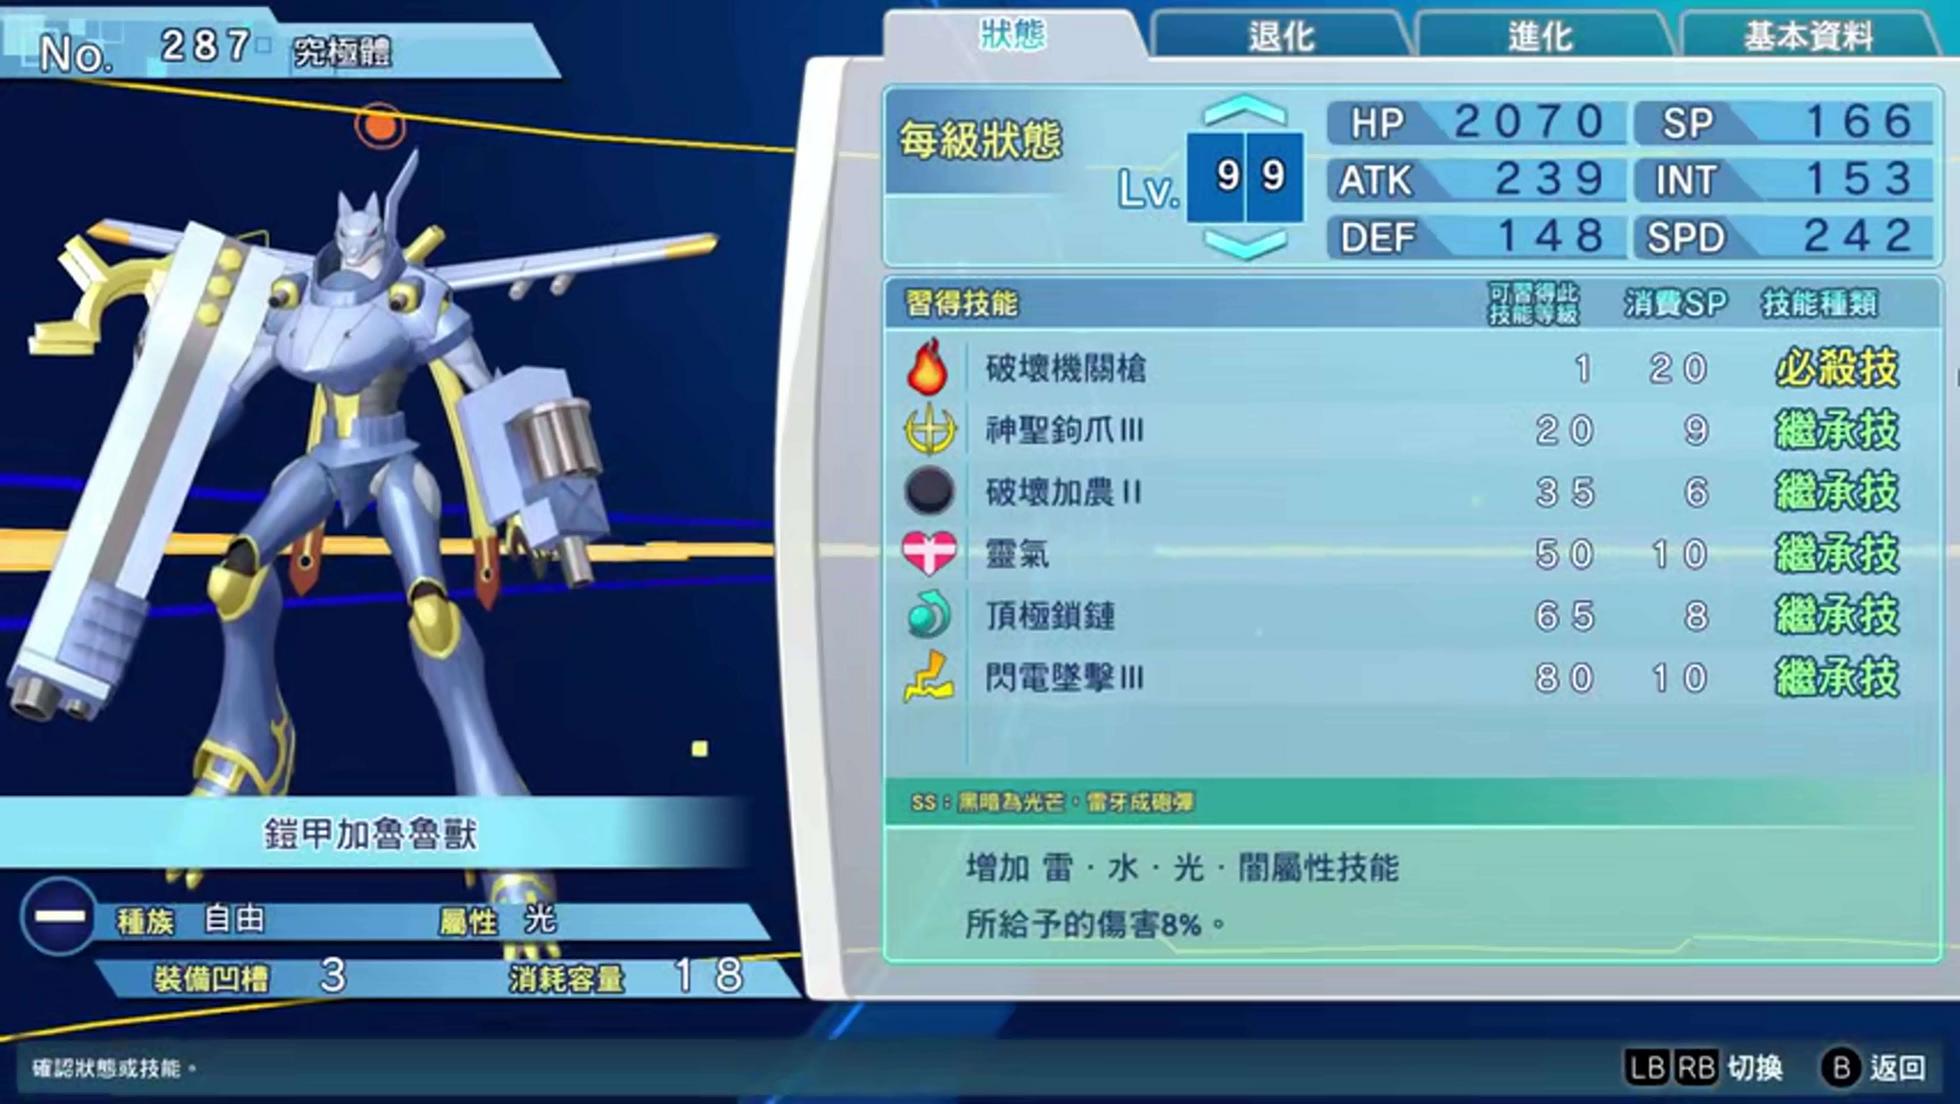 No. 287 究極體
狀態 退化 進化 基本資料
每級狀態
Lv. 99
HP 2070 SP 166
ATK 239 INT 153
DEF 148 SPD 242
習得技能 可習得此技能等級 消費SP 技能種類
破壞機關槍 1 20 必殺技
神聖鉤爪III 20 9 繼承技
破壞加農II 35 6 繼承技
靈氣 50 10 繼承技
頂極鎖鏈 65 8 繼承技
閃電墜擊III 80 10 繼承技
SS：黑暗為光芒，雷牙成砲彈
增加 雷·水·光·闇屬性技能
所給予的傷害8%。
鎧甲加魯魯獸
種族 自由 屬性 光
裝備凹槽 3 消耗容量 18
確認狀態或技能。
LB RB 切換 B 返回